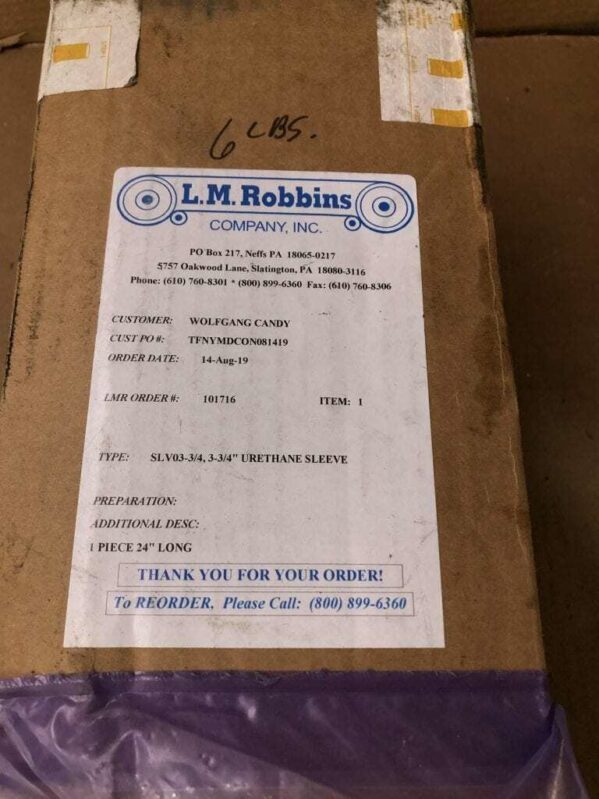 6 LBS.
L.M. Robbins
COMPANY, INC.
PO Box 217, Neffs PA 18065-0217
5757 Oakwood Lane, Slatington, PA 18080-3116
Phone: (610) 760-8301 * (800) 899-6360 Fax: (610) 760-8306
CUSTOMER: WOLFGANG CANDY
CUST PO #: TFNYMDCON081419
ORDER DATE: 14-Aug-19
LMR ORDER #: 101716 ITEM: 1
TYPE: SLV03-3/4, 3-3/4" URETHANE SLEEVE
PREPARATION:
ADDITIONAL DESC:
1 PIECE 24" LONG
THANK YOU FOR YOUR ORDER!
To REORDER, Please Call: (800) 899-6360